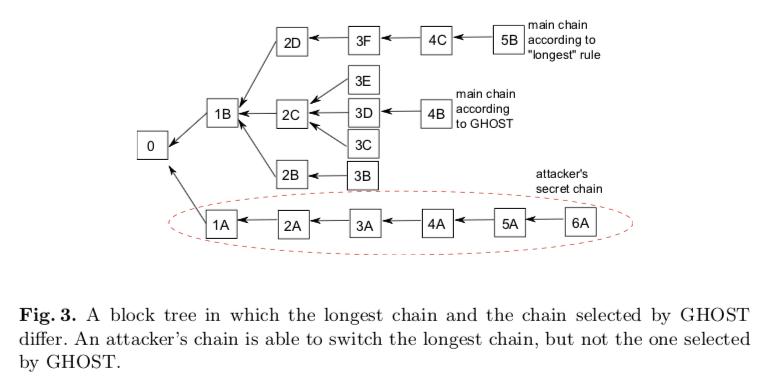 2D 3F 4C 5B main chain
according to
"longest" rule
3E
1B 2C 3D 4B main chain
according
to GHOST
0
3C
2B 3B
attacker's
secret chain
1A 2A 3A 4A 5A 6A
Fig. 3. A block tree in which the longest chain and the chain selected by GHOST
differ. An attacker's chain is able to switch the longest chain, but not the one selected
by GHOST.